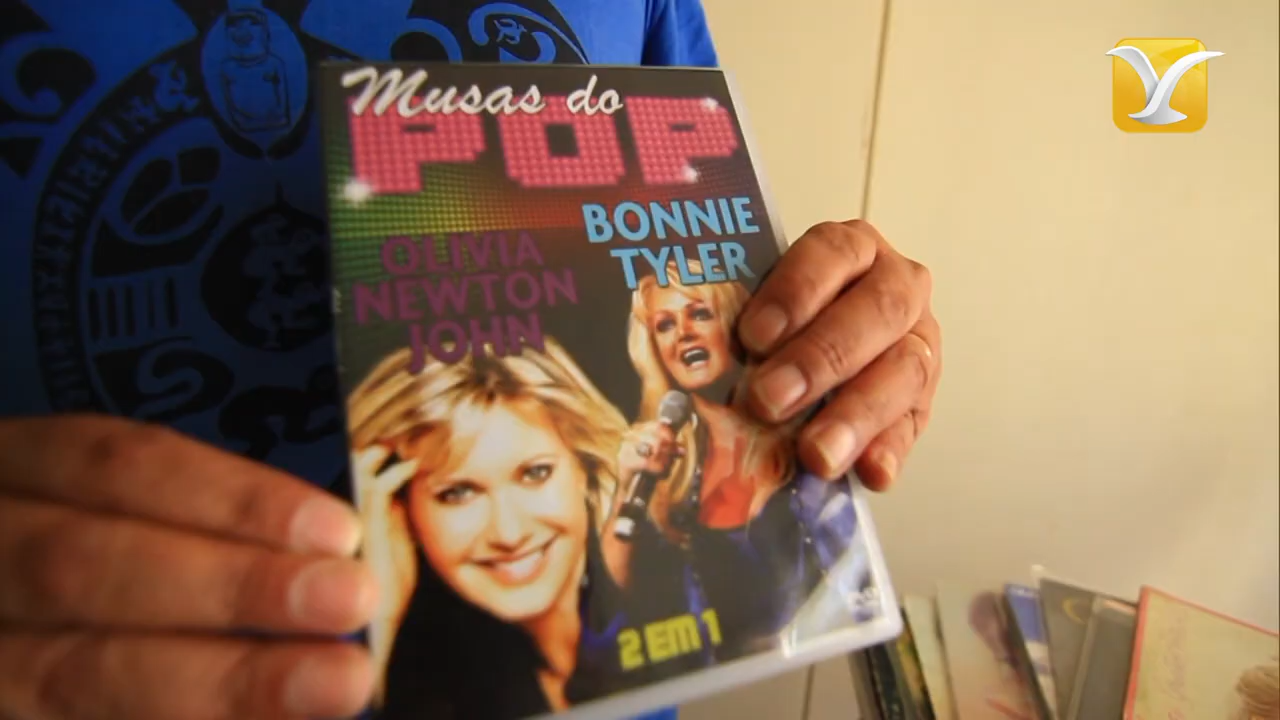 Musas do
POP
BONNIE
TYLER
OLIVIA
NEWTON
JOHN
2 EM 1